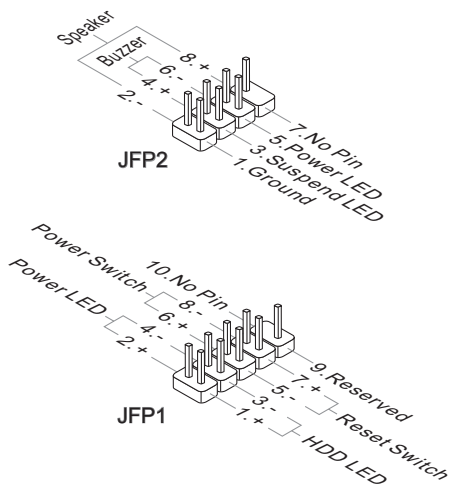 Speaker
Buzzer
8.+
6.-
4.+
2.-
7.No Pin
5.Power LED
3.Suspend LED
1.Ground
JFP2
Power Switch
Power LED
10.No Pin
8.-
6.+
4.-
2.+
9.Reserved
7.+
5.-
3.-
1.+
Reset Switch
HDD LED
JFP1